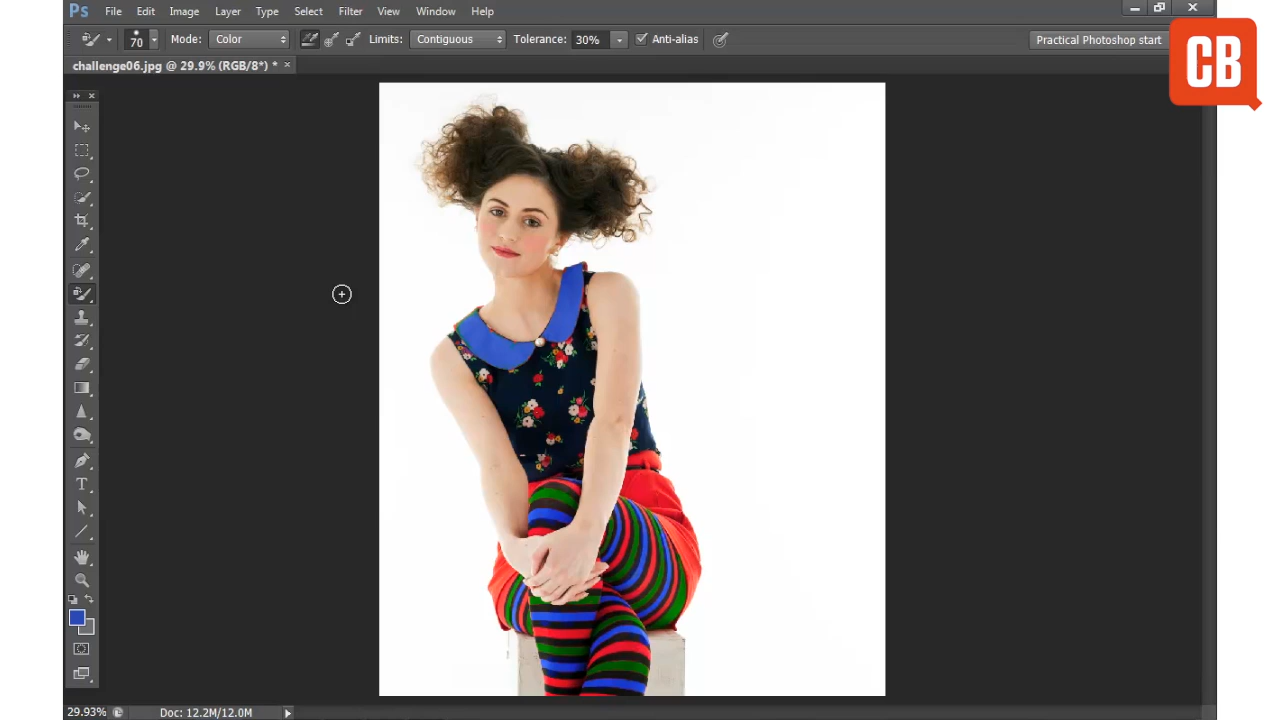 Ps File Edit Image Layer Type Select Filter View Window Help
70 Mode: Color Limits: Contiguous Tolerance: 30% Anti-alias Practical Photoshop start
CB
challenge06.jpg @ 29.9% (RGB/8*) * ×
T
29.93% Doc: 12.2M/12.0M